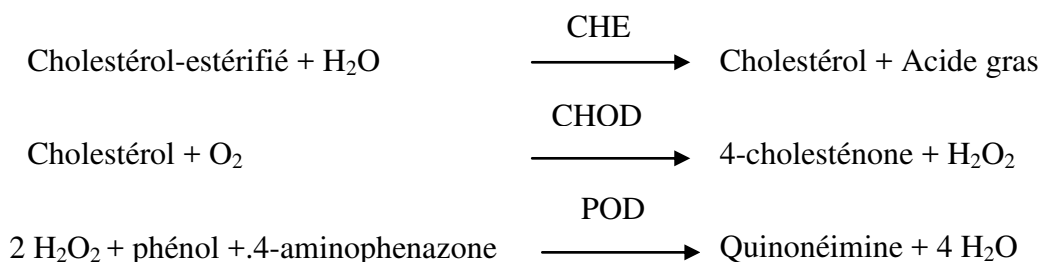 CHE
Cholestérol-estérifié + H₂O → Cholestérol + Acide gras
CHOD
Cholestérol + O₂ → 4-cholesténone + H₂O₂
POD
2 H₂O₂ + phénol +.4-aminophenazone → Quinonéimine + 4 H₂O